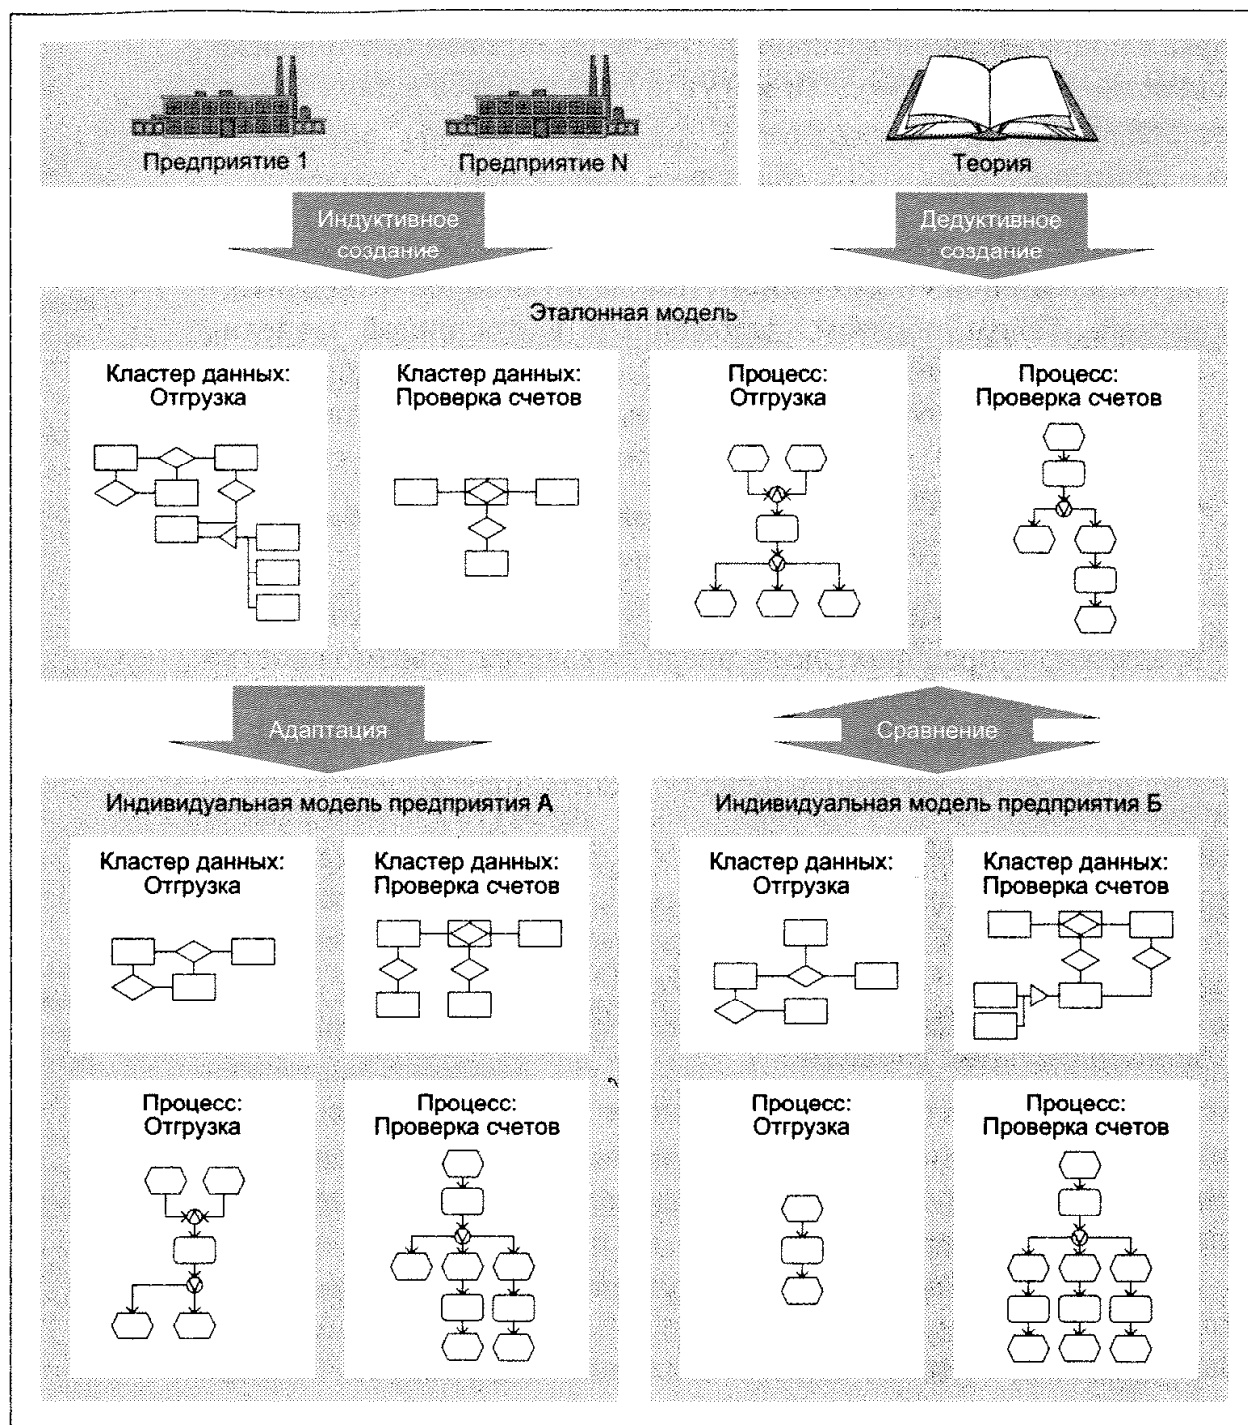 Предприятие 1
Предприятие N
Теория
Индуктивное
создание
Дедуктивное
создание
Эталонная модель
Кластер данных:
Отгрузка
Кластер данных:
Проверка счетов
Процесс:
Отгрузка
Процесс:
Проверка счетов
Адаптация
Сравнение
Индивидуальная модель предприятия А
Кластер данных:
Отгрузка
Кластер данных:
Проверка счетов
Процесс:
Отгрузка
Процесс:
Проверка счетов
Индивидуальная модель предприятия Б
Кластер данных:
Отгрузка
Кластер данных:
Проверка счетов
Процесс:
Отгрузка
Процесс:
Проверка счетов